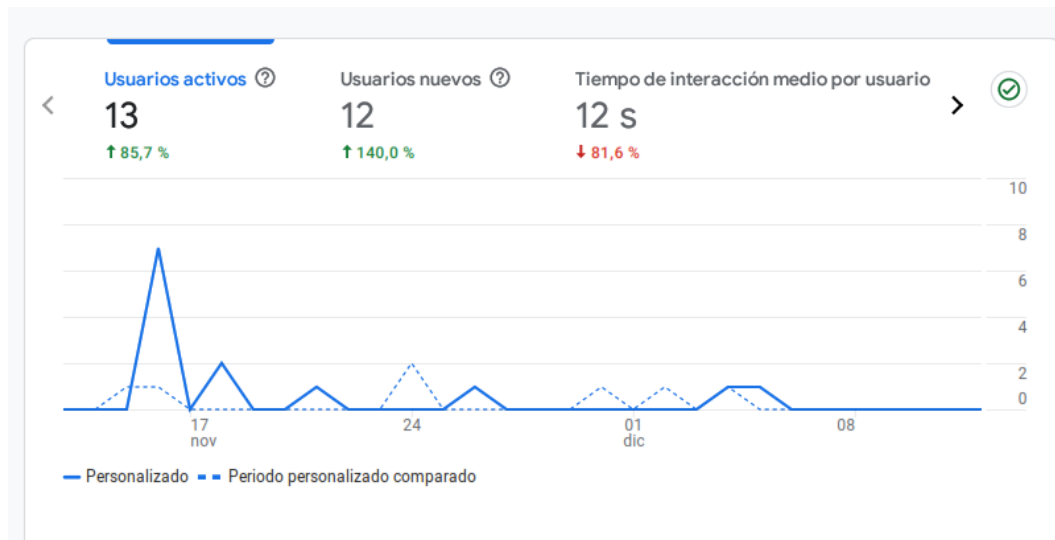 Usuarios activos
Usuarios nuevos
Tiempo de interacción medio por usuario
13
12
12 s
↑ 85,7 %
↑ 140,0 %
↓ 81,6 %
10
8
6
4
2
0
17
nov
24
01
dic
08
Personalizado
Periodo personalizado comparado